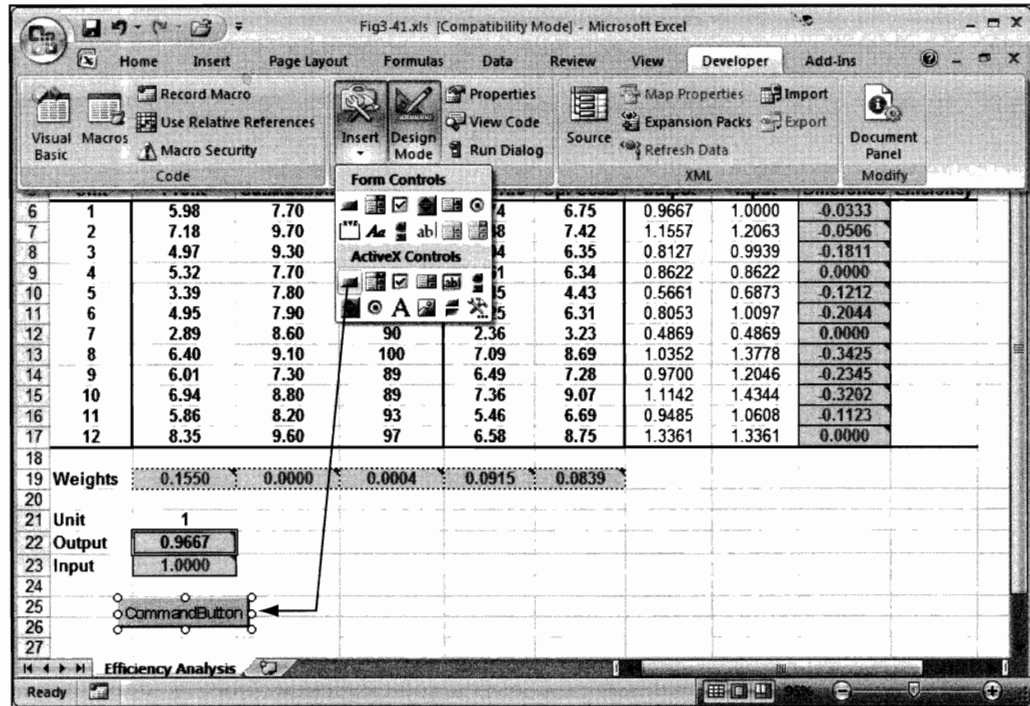 Fig3-41.xls [Compatibility Mode] - Microsoft Excel
Home Insert Page Layout Formulas Data Review View Developer Add-Ins
Visual Basic
Macros
Record Macro
Use Relative References
Macro Security
Code
Insert
Design Mode
Properties
View Code
Run Dialog
Source
Map Properties
Expansion Packs
Refresh Data
Import
Export
XML
Document Panel
Modify
Form Controls
Aa ab|
ActiveX Controls
ab|
A
6 1 5.98 7.70 4 6.75 0.9667 1.0000 -0.0333
7 2 7.18 9.70 7.42 1.1557 1.2063 -0.0506
8 3 4.97 9.30 6.35 0.8127 0.9939 -0.1811
9 4 5.32 7.70 6.34 0.8622 0.8622 0.0000
10 5 3.39 7.80 4.43 0.5661 0.6873 -0.1212
11 6 4.95 7.90 6.31 0.8053 1.0097 -0.2044
12 7 2.89 8.60 90 2.36 3.23 0.4869 0.4869 0.0000
13 8 6.40 9.10 100 7.09 8.69 1.0352 1.3778 -0.3425
14 9 6.01 7.30 89 6.49 7.28 0.9700 1.2046 -0.2345
15 10 6.94 8.80 89 7.36 9.07 1.1142 1.4344 -0.3202
16 11 5.86 8.20 93 5.46 6.69 0.9485 1.0608 -0.1123
17 12 8.35 9.60 97 6.58 8.75 1.3361 1.3361 0.0000
18
19 Weights 0.1550 0.0000 0.0004 0.0915 0.0839
20
21 Unit 1
22 Output 0.9667
23 Input 1.0000
24
25
CommandButton
26
27
Efficiency Analysis
Ready 95%